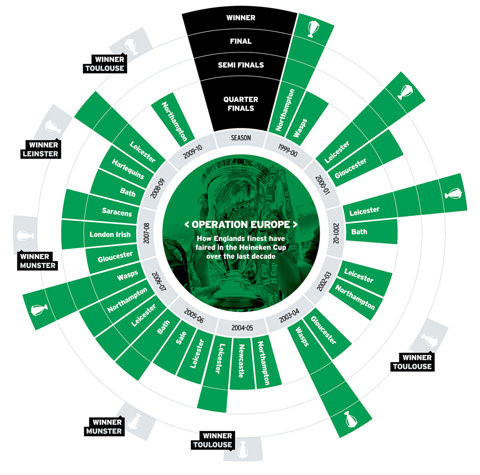 WINNER
FINAL
SEMI FINALS
QUARTER
FINALS
SEASON
1999-00
Northampton
Wasps
2000-01
Leicester
Gloucester
2001-02
Leicester
Bath
2002-03
Leicester
Northampton
WINNER
TOULOUSE
2003-04
Gloucester
Wasps
2004-05
Northampton
Newcastle
Leicester
WINNER
TOULOUSE
2005-06
Leicester
Sale
Bath
WINNER
MUNSTER
2006-07
Leicester
Northampton
Wasps
2007-08
Gloucester
London Irish
Saracens
WINNER
MUNSTER
2008-09
Bath
Harlequins
Leicester
WINNER
LEINSTER
2009-10
Northampton
WINNER
TOULOUSE
< OPERATION EUROPE >
How Englands finest have
faired in the Heineken Cup
over the last decade